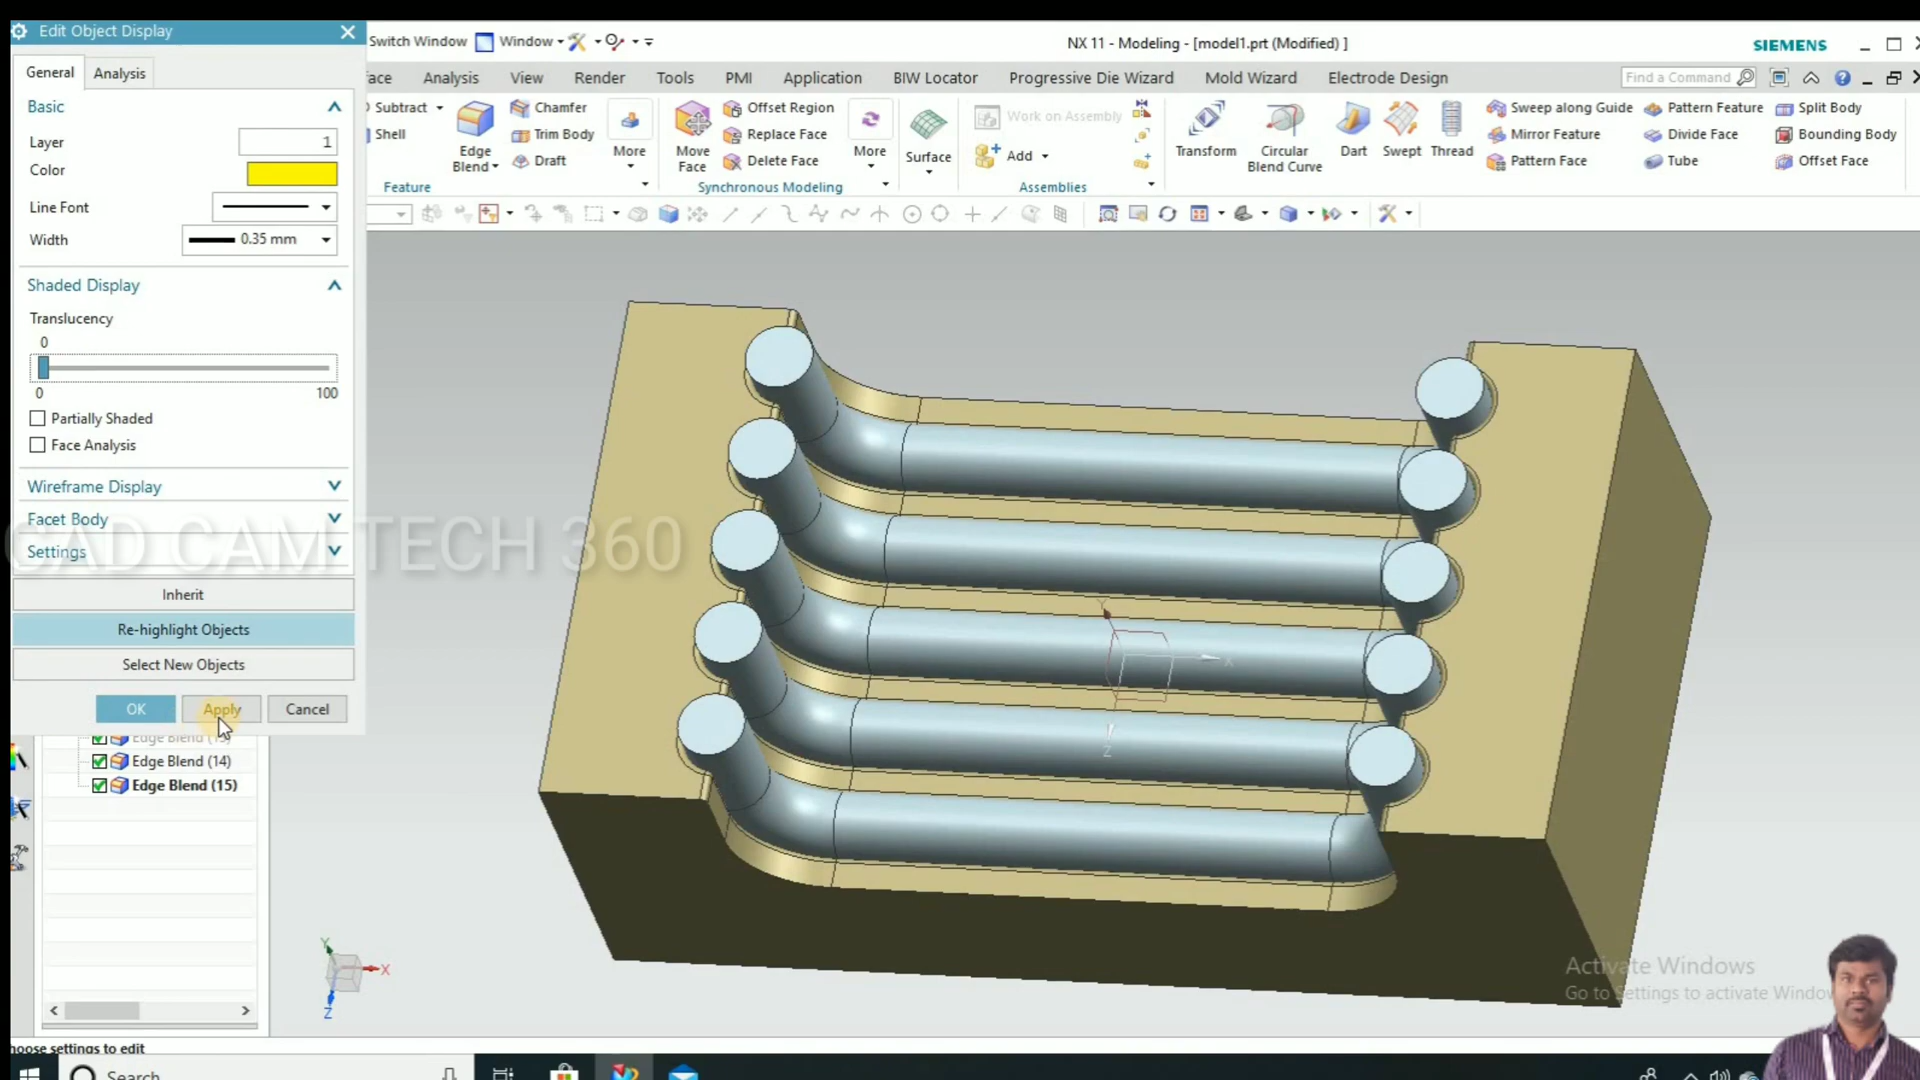 Edit Object Display
Switch Window Window
NX 11 - Modeling - [model1.prt (Modified) ]
SIEMENS
General Analysis
face Analysis View Render Tools PMI Application BIW Locator Progressive Die Wizard Mold Wizard Electrode Design
Find a Command
Basic
Layer 1
Color
Line Font
Width 0.35 mm
Subtract
Shell
Edge Blend
Chamfer
Trim Body
Draft
More
Feature
Move Face
Offset Region
Replace Face
Delete Face
More
Synchronous Modeling
Surface
Work on Assembly
Add
Assemblies
Transform
Circular Blend Curve
Dart
Swept
Thread
Sweep along Guide
Mirror Feature
Pattern Face
Pattern Feature
Divide Face
Tube
Split Body
Bounding Body
Offset Face
Shaded Display
Translucency
0
0 100
Partially Shaded
Face Analysis
Wireframe Display
Facet Body
Settings
CAD CAM TECH 360
Inherit
Re-highlight Objects
Select New Objects
OK Apply Cancel
Edge Blend (13)
Edge Blend (14)
Edge Blend (15)
Y
X
Z
Y
X
Z
Activate Windows
Go to Settings to activate Window
hoose settings to edit
Search